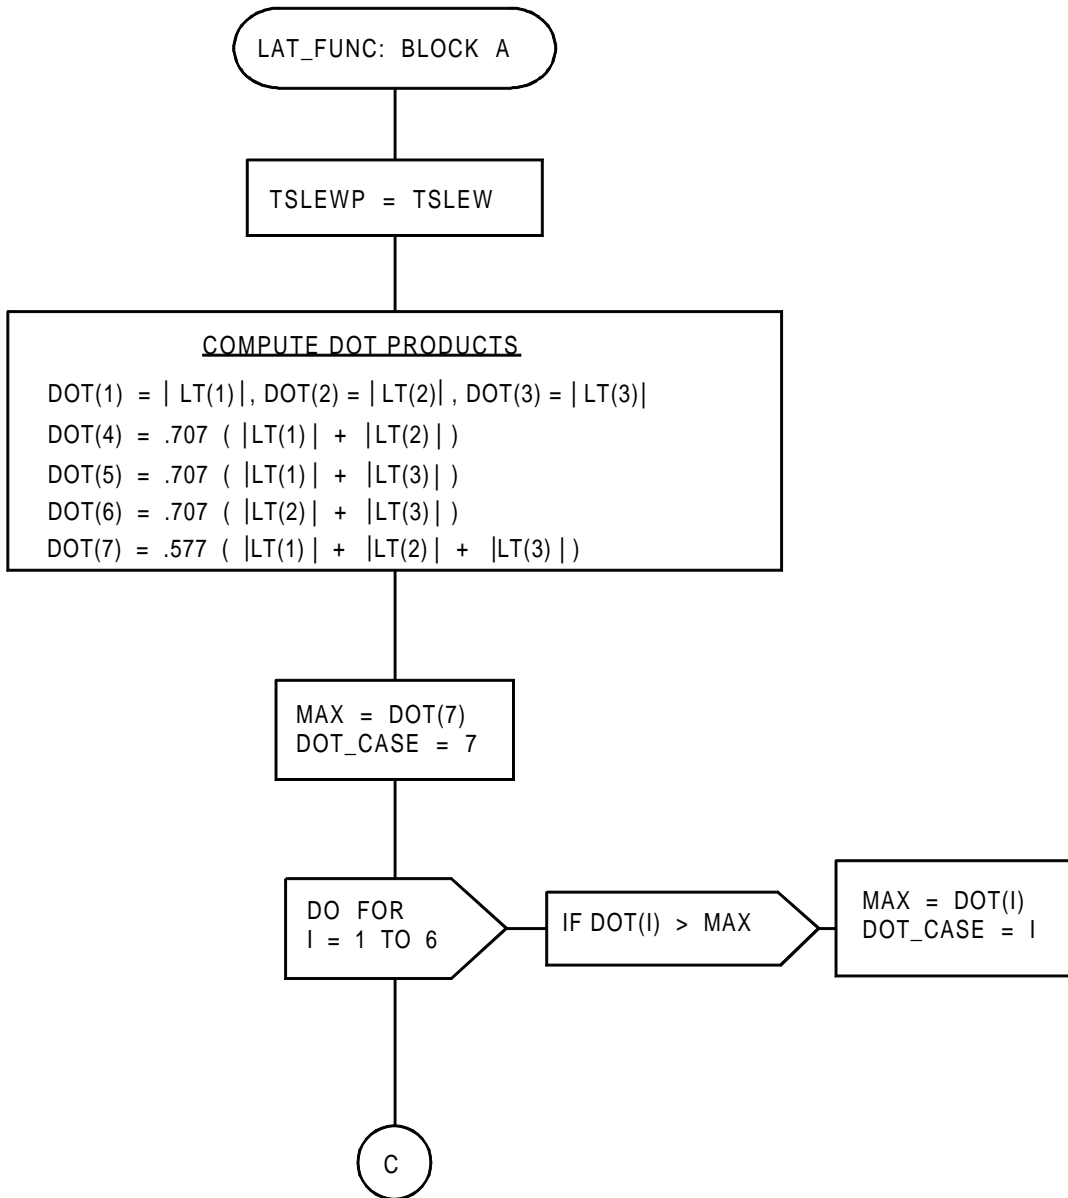 LAT_FUNC: BLOCK A
TSLEWP = TSLEW
COMPUTE DOT PRODUCTS
DOT(1) = | LT(1)|, DOT(2) = |LT(2)|, DOT(3) = |LT(3)|
DOT(4) = .707 ( |LT(1)| + |LT(2)| )
DOT(5) = .707 ( |LT(1)| + |LT(3)| )
DOT(6) = .707 ( |LT(2)| + |LT(3)| )
DOT(7) = .577 ( |LT(1)| + |LT(2)| + |LT(3)| )
MAX = DOT(7)
DOT_CASE = 7
DO FOR
I = 1 TO 6
IF DOT(I) > MAX
MAX = DOT(I)
DOT_CASE = I
C